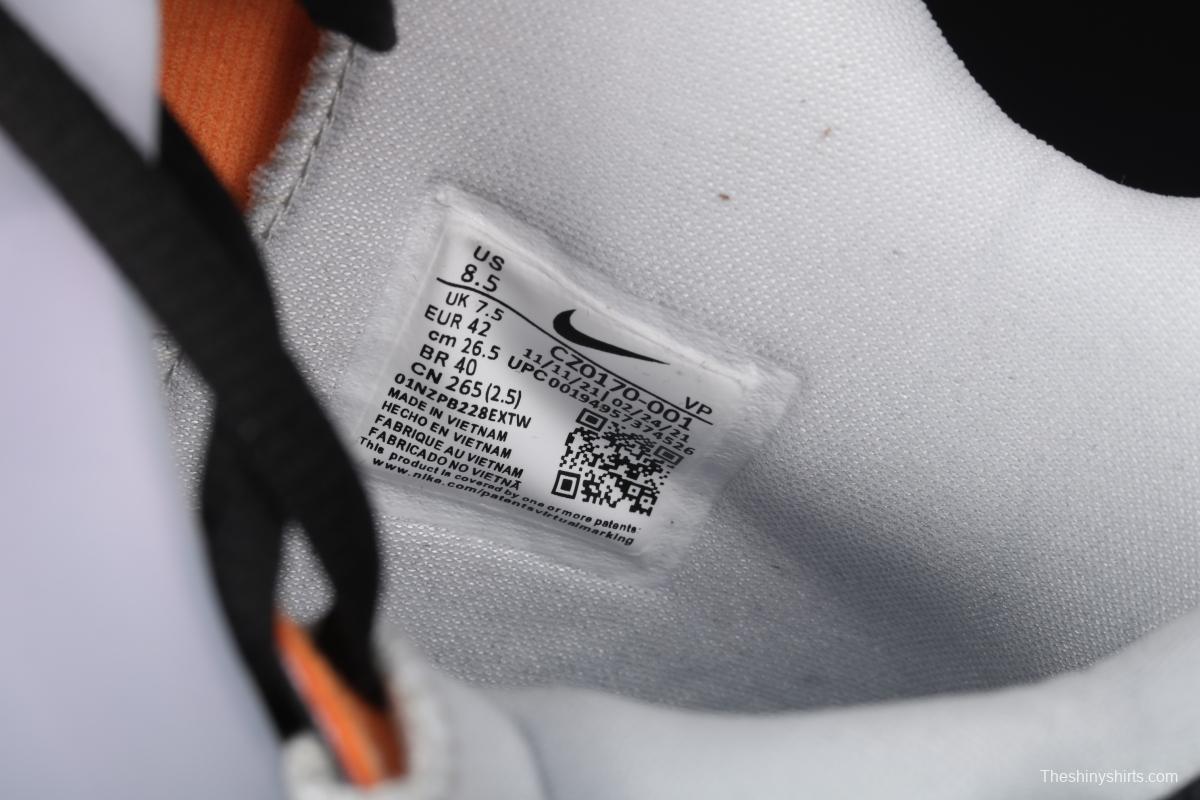 US
8.5
UK 7.5
EUR 42
cm 26.5
BR 40
CN 265(2.5)
01NZPB228EXTW
MADE IN VIETNAM
HECHO EN VIETNAM
FABRIQUE AU VIETNAM
FABRICADO NO VIETNÃ
This product is covered by one or more patents:
www.nike.com/patentsvirtualmarking
VP
CZ0170-001
11/11/21| 02/24/21
UPC
Theshinyshirts.com